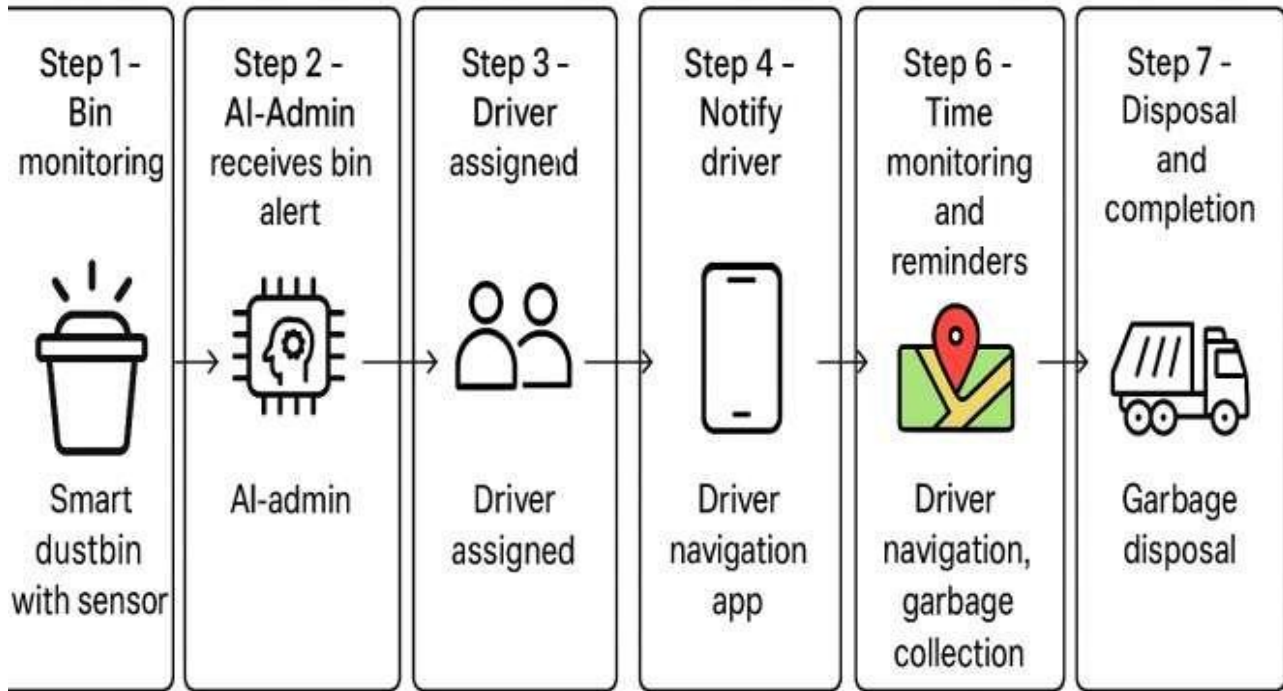 Step 1 -
Bin
monitoring
Smart
dustbin
with sensor
Step 2 -
AI-Admin
receives bin
alert
AI-admin
Step 3 -
Driver
assigned
Driver
assigned
Step 4 -
Notify
driver
Driver
navigation
app
Step 6 -
Time
monitoring
and
reminders
Driver
navigation,
garbage
collection
Step 7 -
Disposal
and
completion
Garbage
disposal